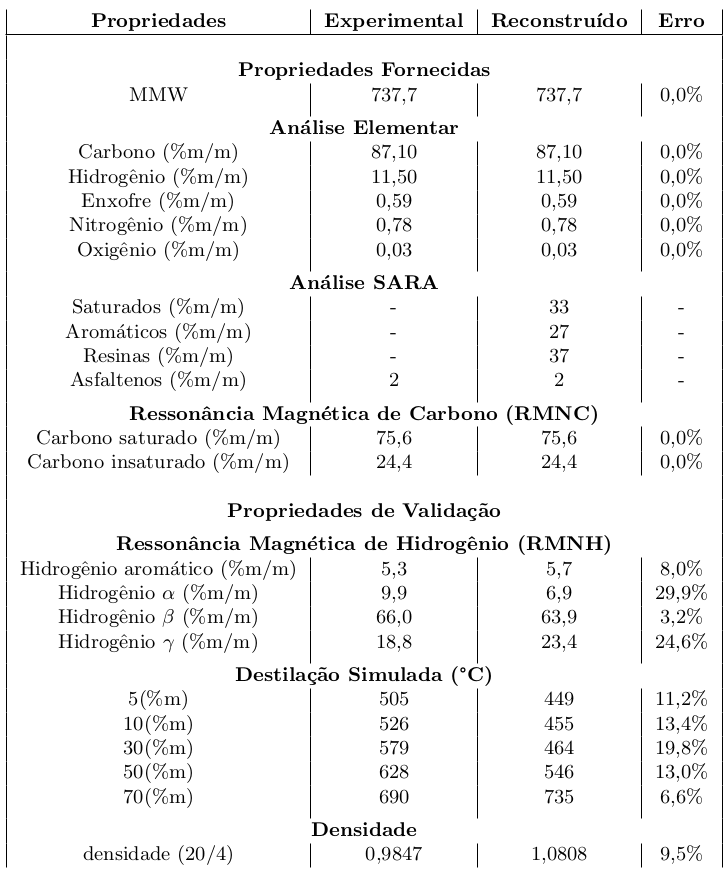 Propriedades Experimental Reconstruído Erro
Propriedades Fornecidas
MMW 737,7 737,7 0,0%
Análise Elementar
Carbono (%m/m) 87,10 87,10 0,0%
Hidrogênio (%m/m) 11,50 11,50 0,0%
Enxofre (%m/m) 0,59 0,59 0,0%
Nitrogênio (%m/m) 0,78 0,78 0,0%
Oxigênio (%m/m) 0,03 0,03 0,0%
Análise SARA
Saturados (%m/m) - 33 -
Aromáticos (%m/m) - 27 -
Resinas (%m/m) - 37 -
Asfaltenos (%m/m) 2 2 -
Ressonância Magnética de Carbono (RMNC)
Carbono saturado (%m/m) 75,6 75,6 0,0%
Carbono insaturado (%m/m) 24,4 24,4 0,0%
Propriedades de Validação
Ressonância Magnética de Hidrogênio (RMNH)
Hidrogênio aromático (%m/m) 5,3 5,7 8,0%
Hidrogênio α (%m/m) 9,9 6,9 29,9%
Hidrogênio β (%m/m) 66,0 63,9 3,2%
Hidrogênio γ (%m/m) 18,8 23,4 24,6%
Destilação Simulada (°C)
5(%m) 505 449 11,2%
10(%m) 526 455 13,4%
30(%m) 579 464 19,8%
50(%m) 628 546 13,0%
70(%m) 690 735 6,6%
Densidade
densidade (20/4) 0,9847 1,0808 9,5%